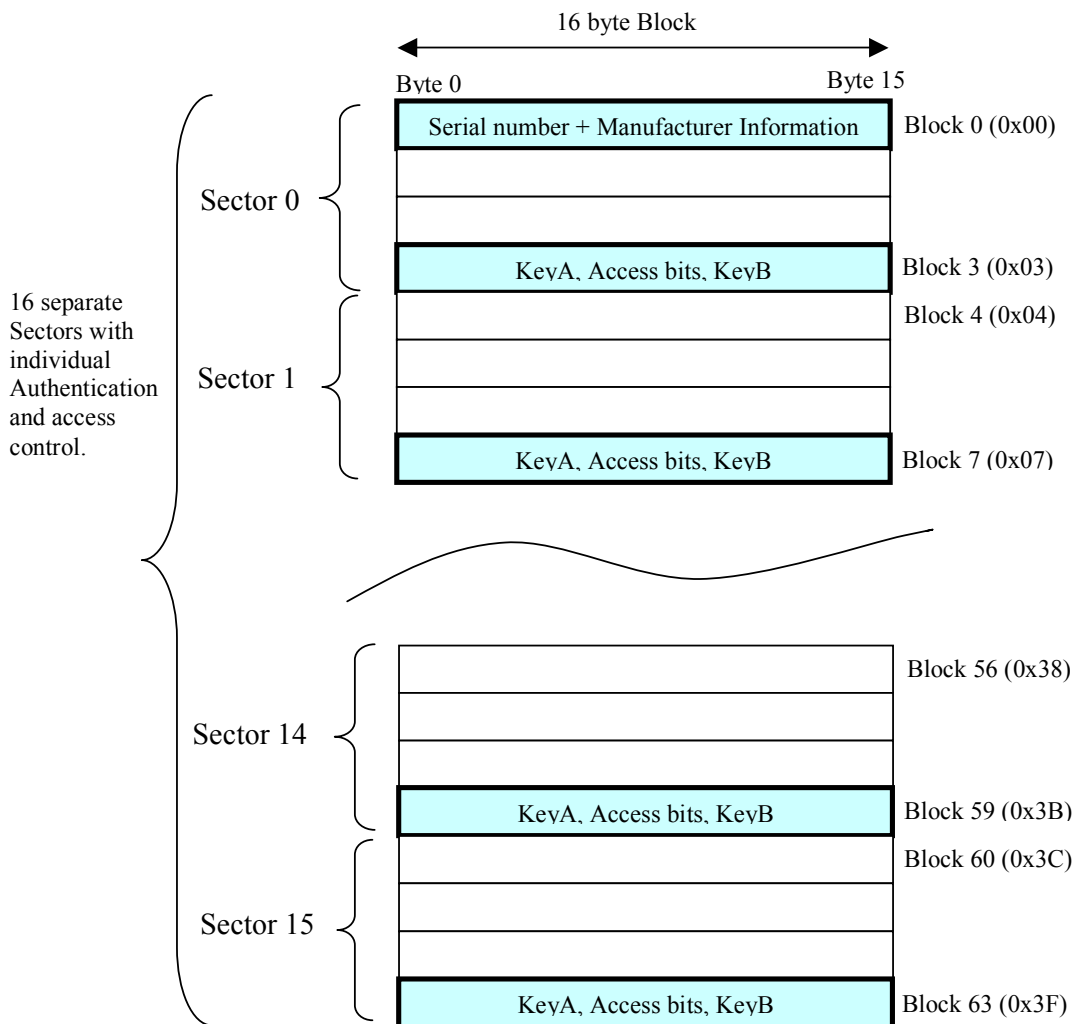 16 byte Block
Byte 0
Byte 15
Serial number + Manufacturer Information
Block 0 (0x00)
Sector 0
KeyA, Access bits, KeyB
Block 3 (0x03)
16 separate
Sectors with
individual
Authentication
and access
control.
Block 4 (0x04)
Sector 1
KeyA, Access bits, KeyB
Block 7 (0x07)
Block 56 (0x38)
Sector 14
KeyA, Access bits, KeyB
Block 59 (0x3B)
Block 60 (0x3C)
Sector 15
KeyA, Access bits, KeyB
Block 63 (0x3F)